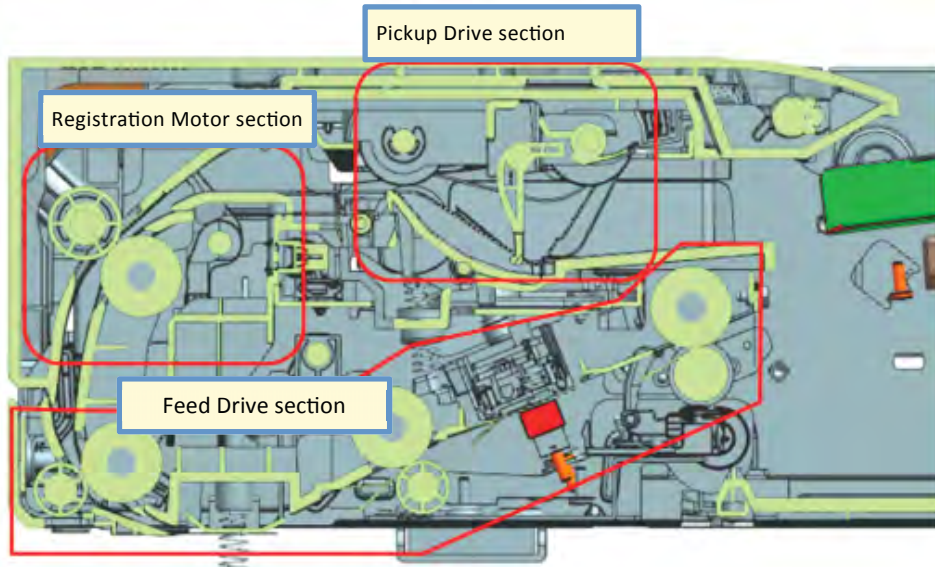 Pickup Drive section
Registration Motor section
Feed Drive section